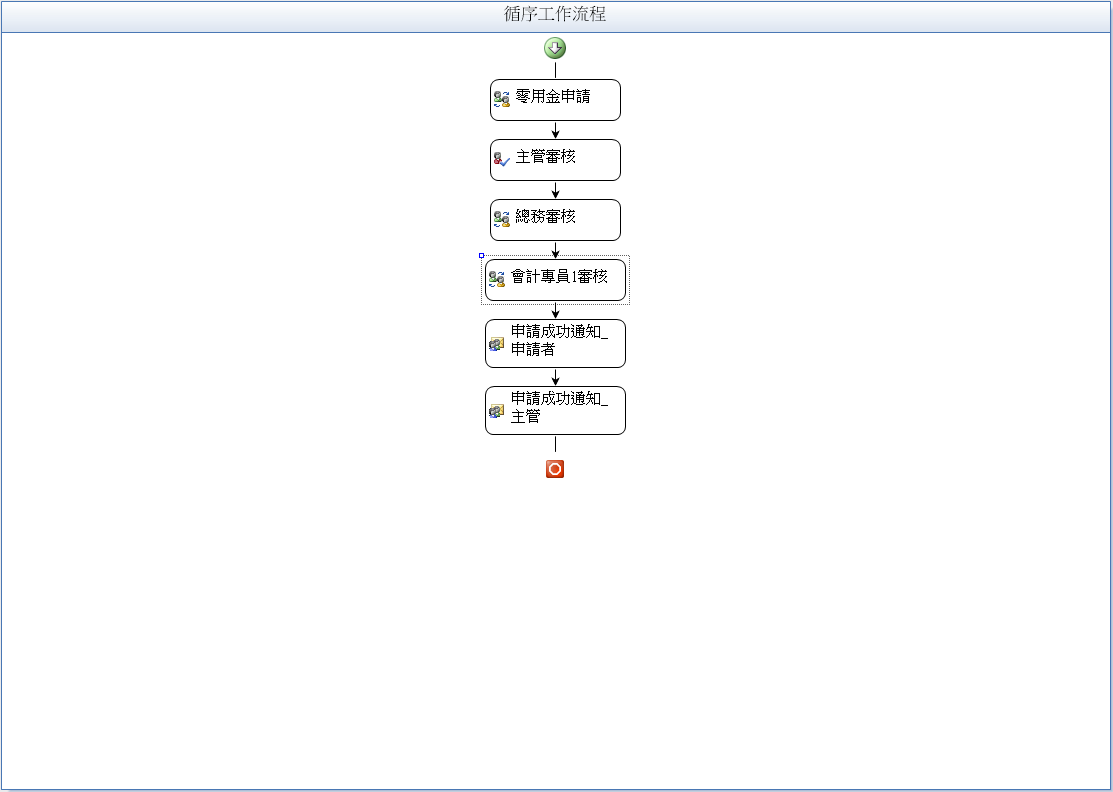 循序工作流程
零用金申請
主管審核
總務審核
會計專員1審核
申請成功通知_
申請者
申請成功通知_
主管